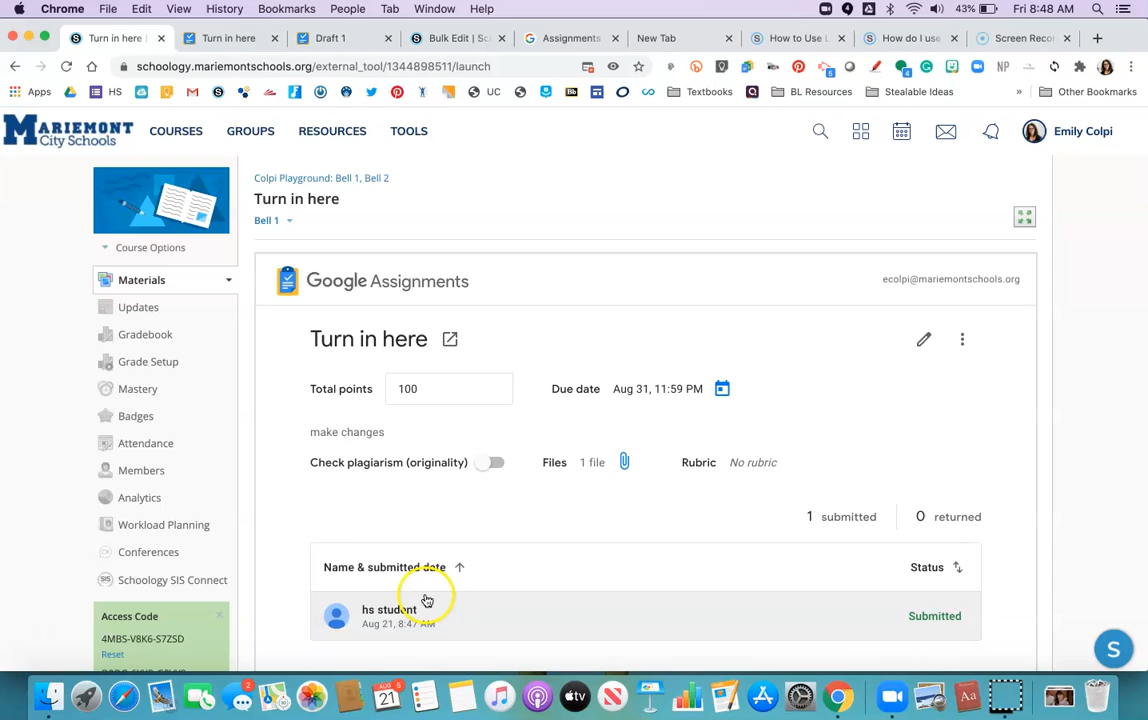 Chrome File Edit View History Bookmarks People Tab Window Help 43% Fri 8:48 AM
Turn in here Turn in here Draft 1 Bulk Edit | Sc Assignments New Tab How to Use L How do I use Screen Reco
schoology.mariemontschools.org/external_tool/1344898511/launch
Apps HS UC Textbooks BL Resources Stealable Ideas » Other Bookmarks
MARIEMONT
City Schools
COURSES GROUPS RESOURCES TOOLS Emily Colpi
Colpi Playground: Bell 1, Bell 2
Turn in here
Bell 1
Course Options
Materials
Updates
Gradebook
Grade Setup
Mastery
Badges
Attendance
Members
Analytics
Workload Planning
Conferences
Schoology SIS Connect
Access Code
4MBS-V8K6-S7ZSD
Reset
Google Assignments ecolpi@mariemontschools.org
Turn in here
Total points 100 Due date Aug 31, 11:59 PM
make changes
Check plagiarism (originality) Files 1 file Rubric No rubric
1 submitted 0 returned
Name & submitted date Status
hs student
Aug 21, 8:47 AM
Submitted
S